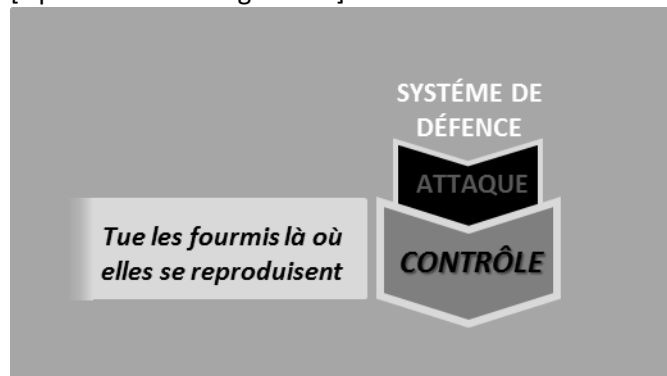 SYSTÉME DE
DÉFENCE
ATTAQUE
Tue les fourmis là où
elles se reproduisent
CONTRÔLE